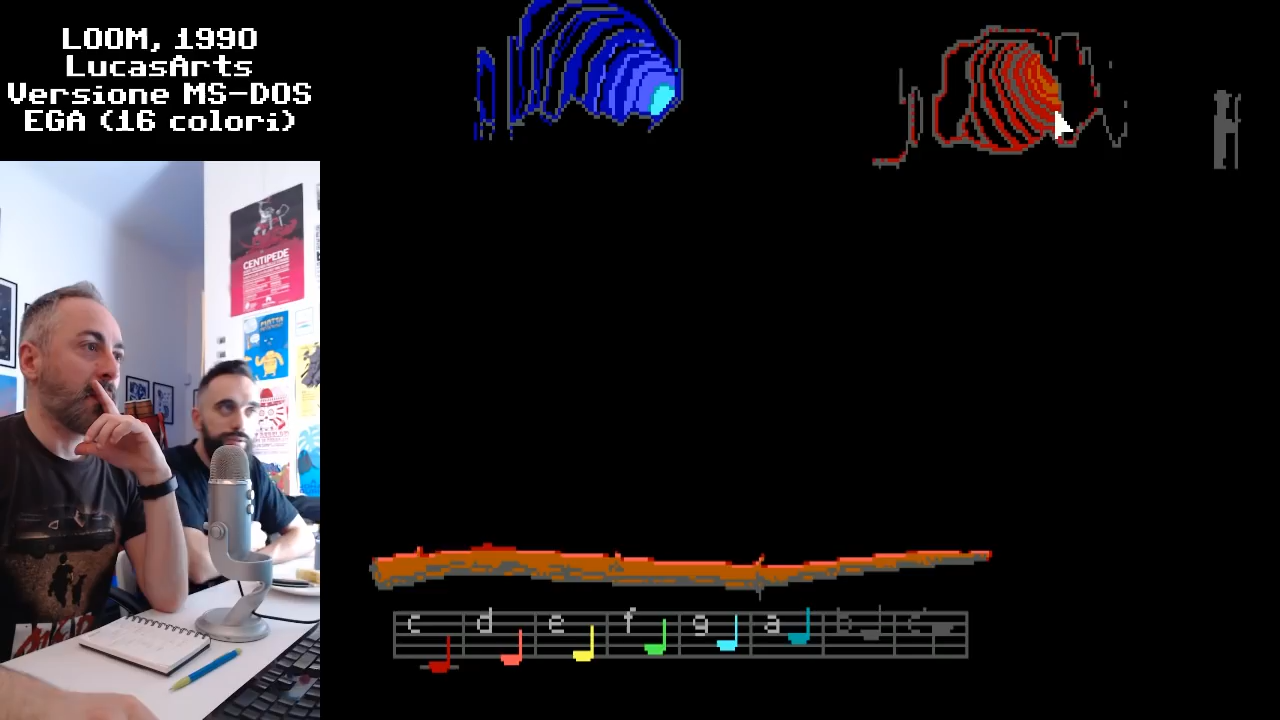 LOOM, 1990
LucasArts
Versione MS-DOS
EGA (16 colori)
CENTIPEDE
c d e f g a b c